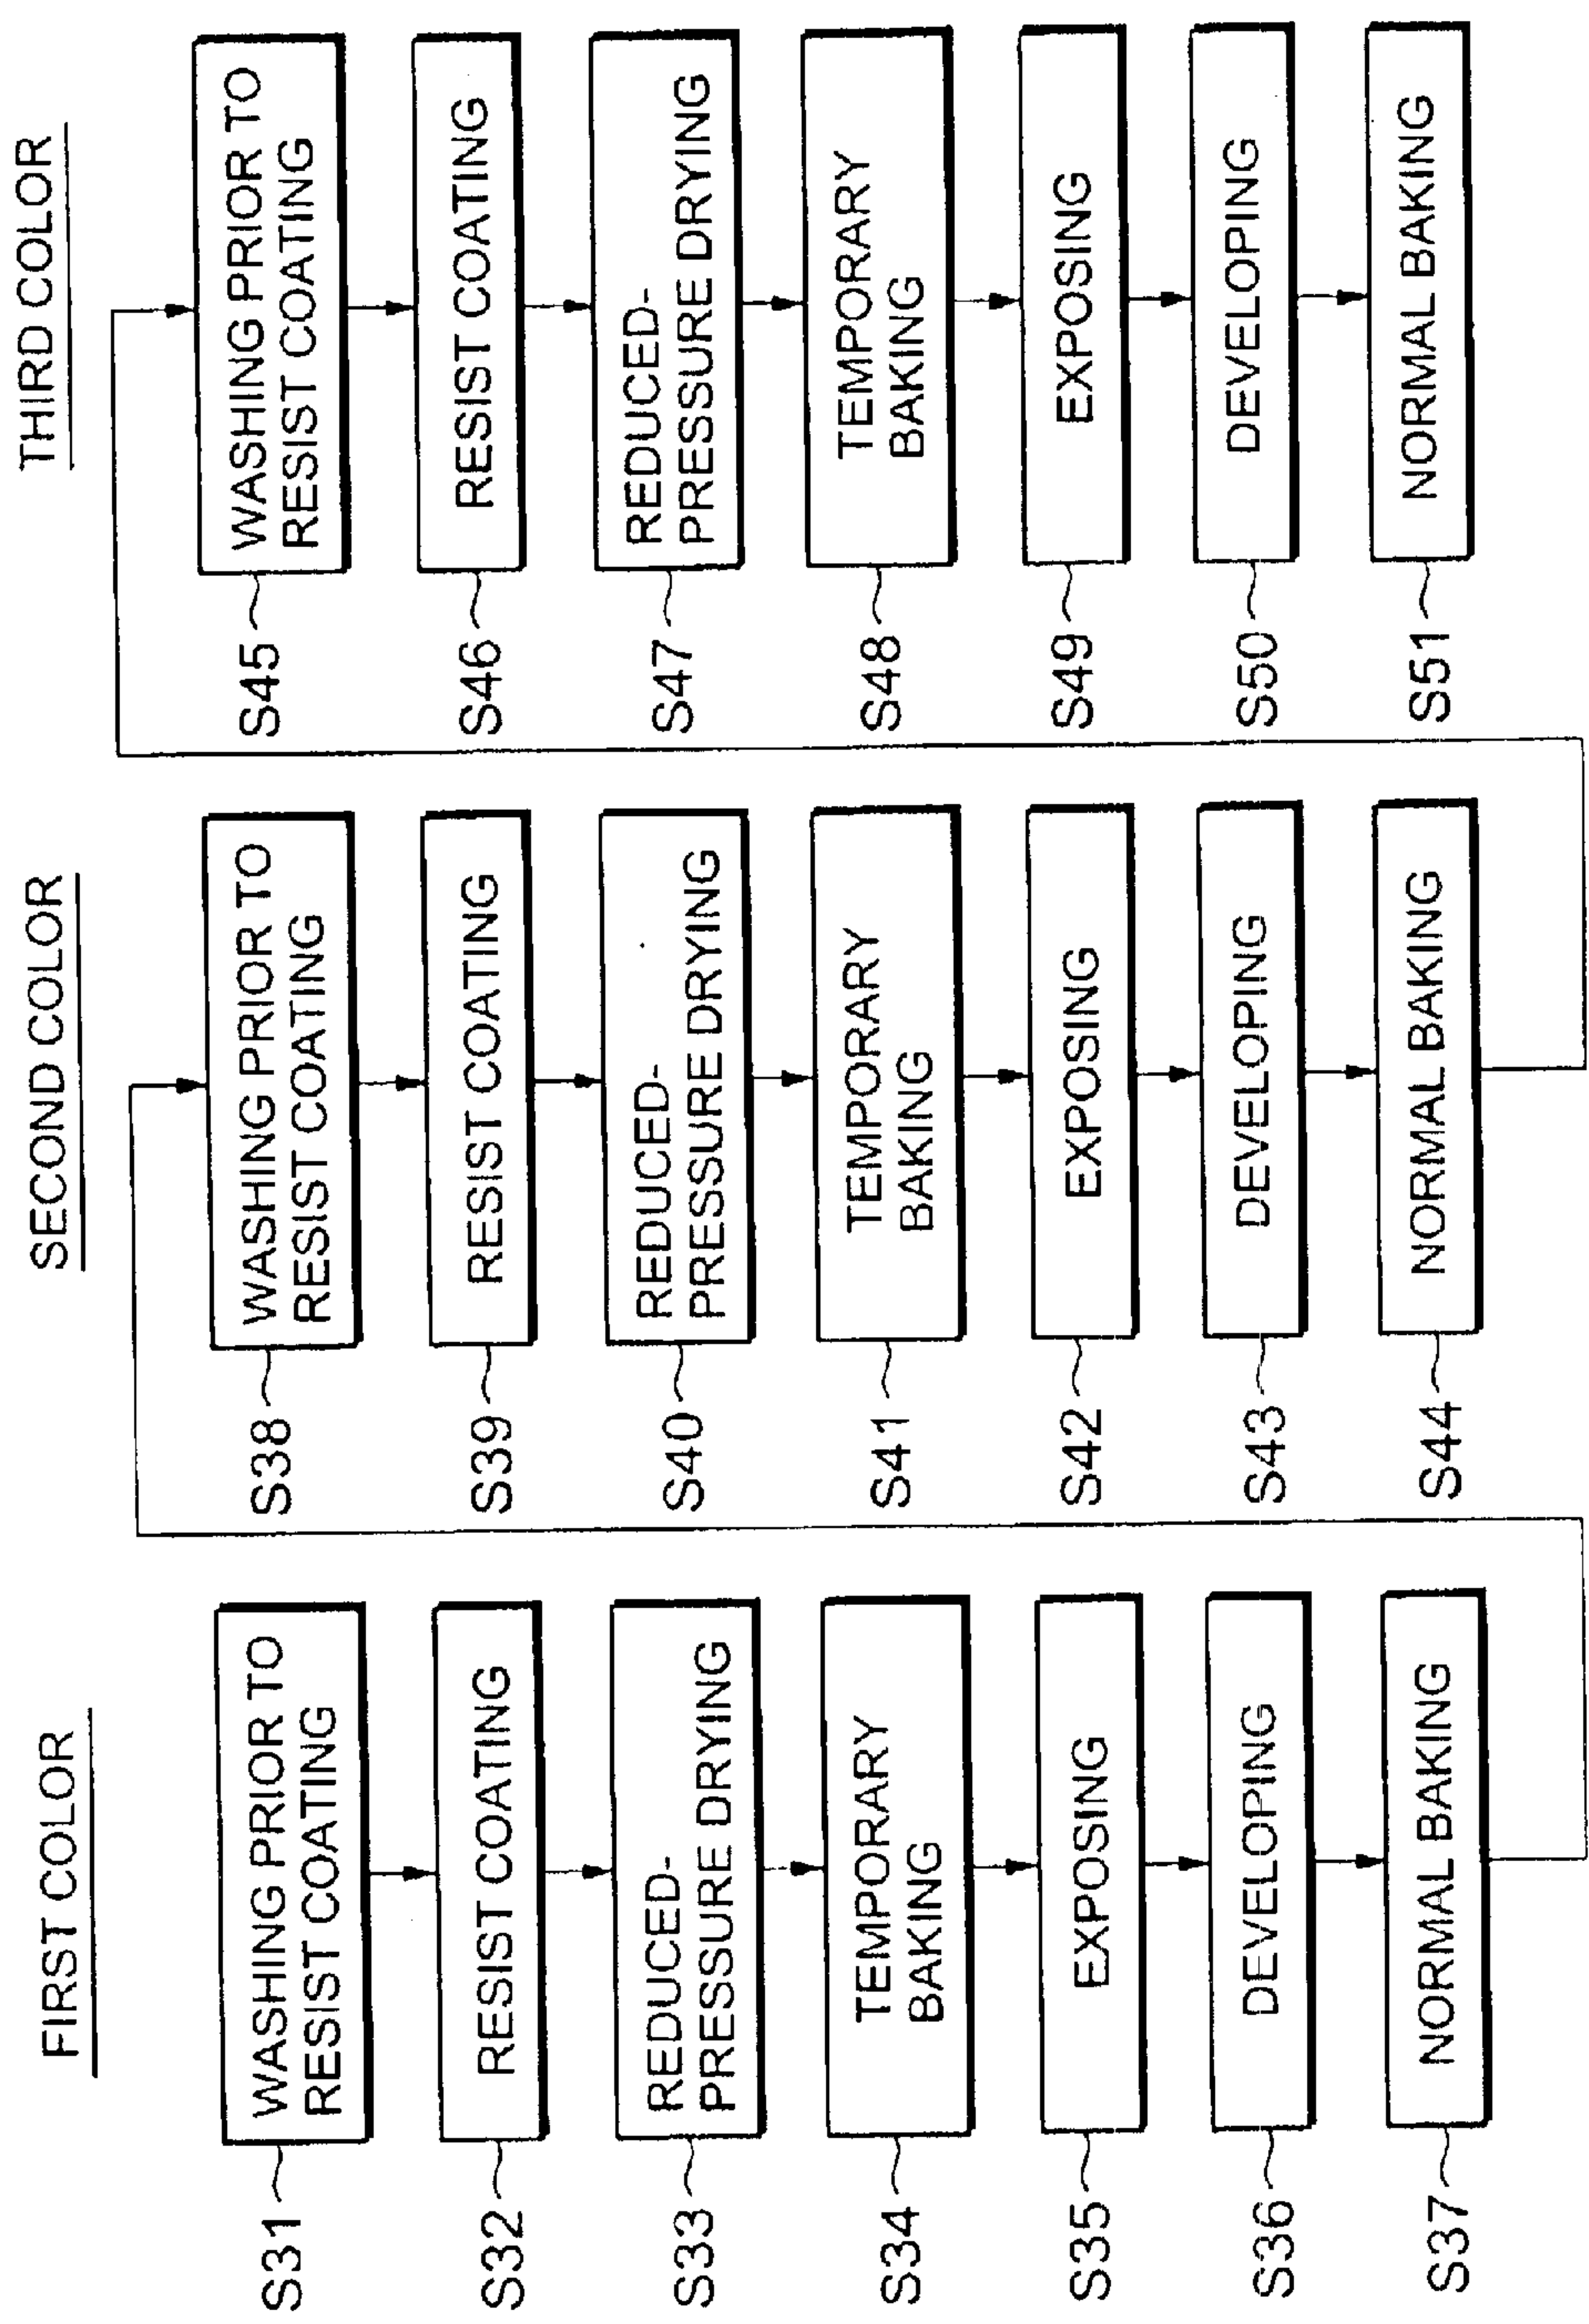 FIRST COLOR
S31
WASHING PRIOR TO
RESIST COATING
S32
RESIST COATING
S33
REDUCED-
PRESSURE DRYING
S34
TEMPORARY
BAKING
S35
EXPOSING
S36
DEVELOPING
S37
NORMAL BAKING
SECOND COLOR
S38
WASHING PRIOR TO
RESIST COATING
S39
RESIST COATING
S40
REDUCED-
PRESSURE DRYING
S41
TEMPORARY
BAKING
S42
EXPOSING
S43
DEVELOPING
S44
NORMAL BAKING
THIRD COLOR
S45
WASHING PRIOR TO
RESIST COATING
S46
RESIST COATING
S47
REDUCED-
PRESSURE DRYING
S48
TEMPORARY
BAKING
S49
EXPOSING
S50
DEVELOPING
S51
NORMAL BAKING